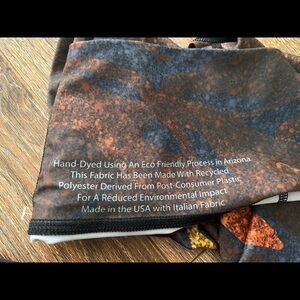 Hand-Dyed Using An Eco Friendly Process in Arizona
This Fabric Has Been Made With Recycled
Polyester Derived From Post-Consumer Plastic
For A Reduced Environmental Impact
Made in the USA with Italian Fabric